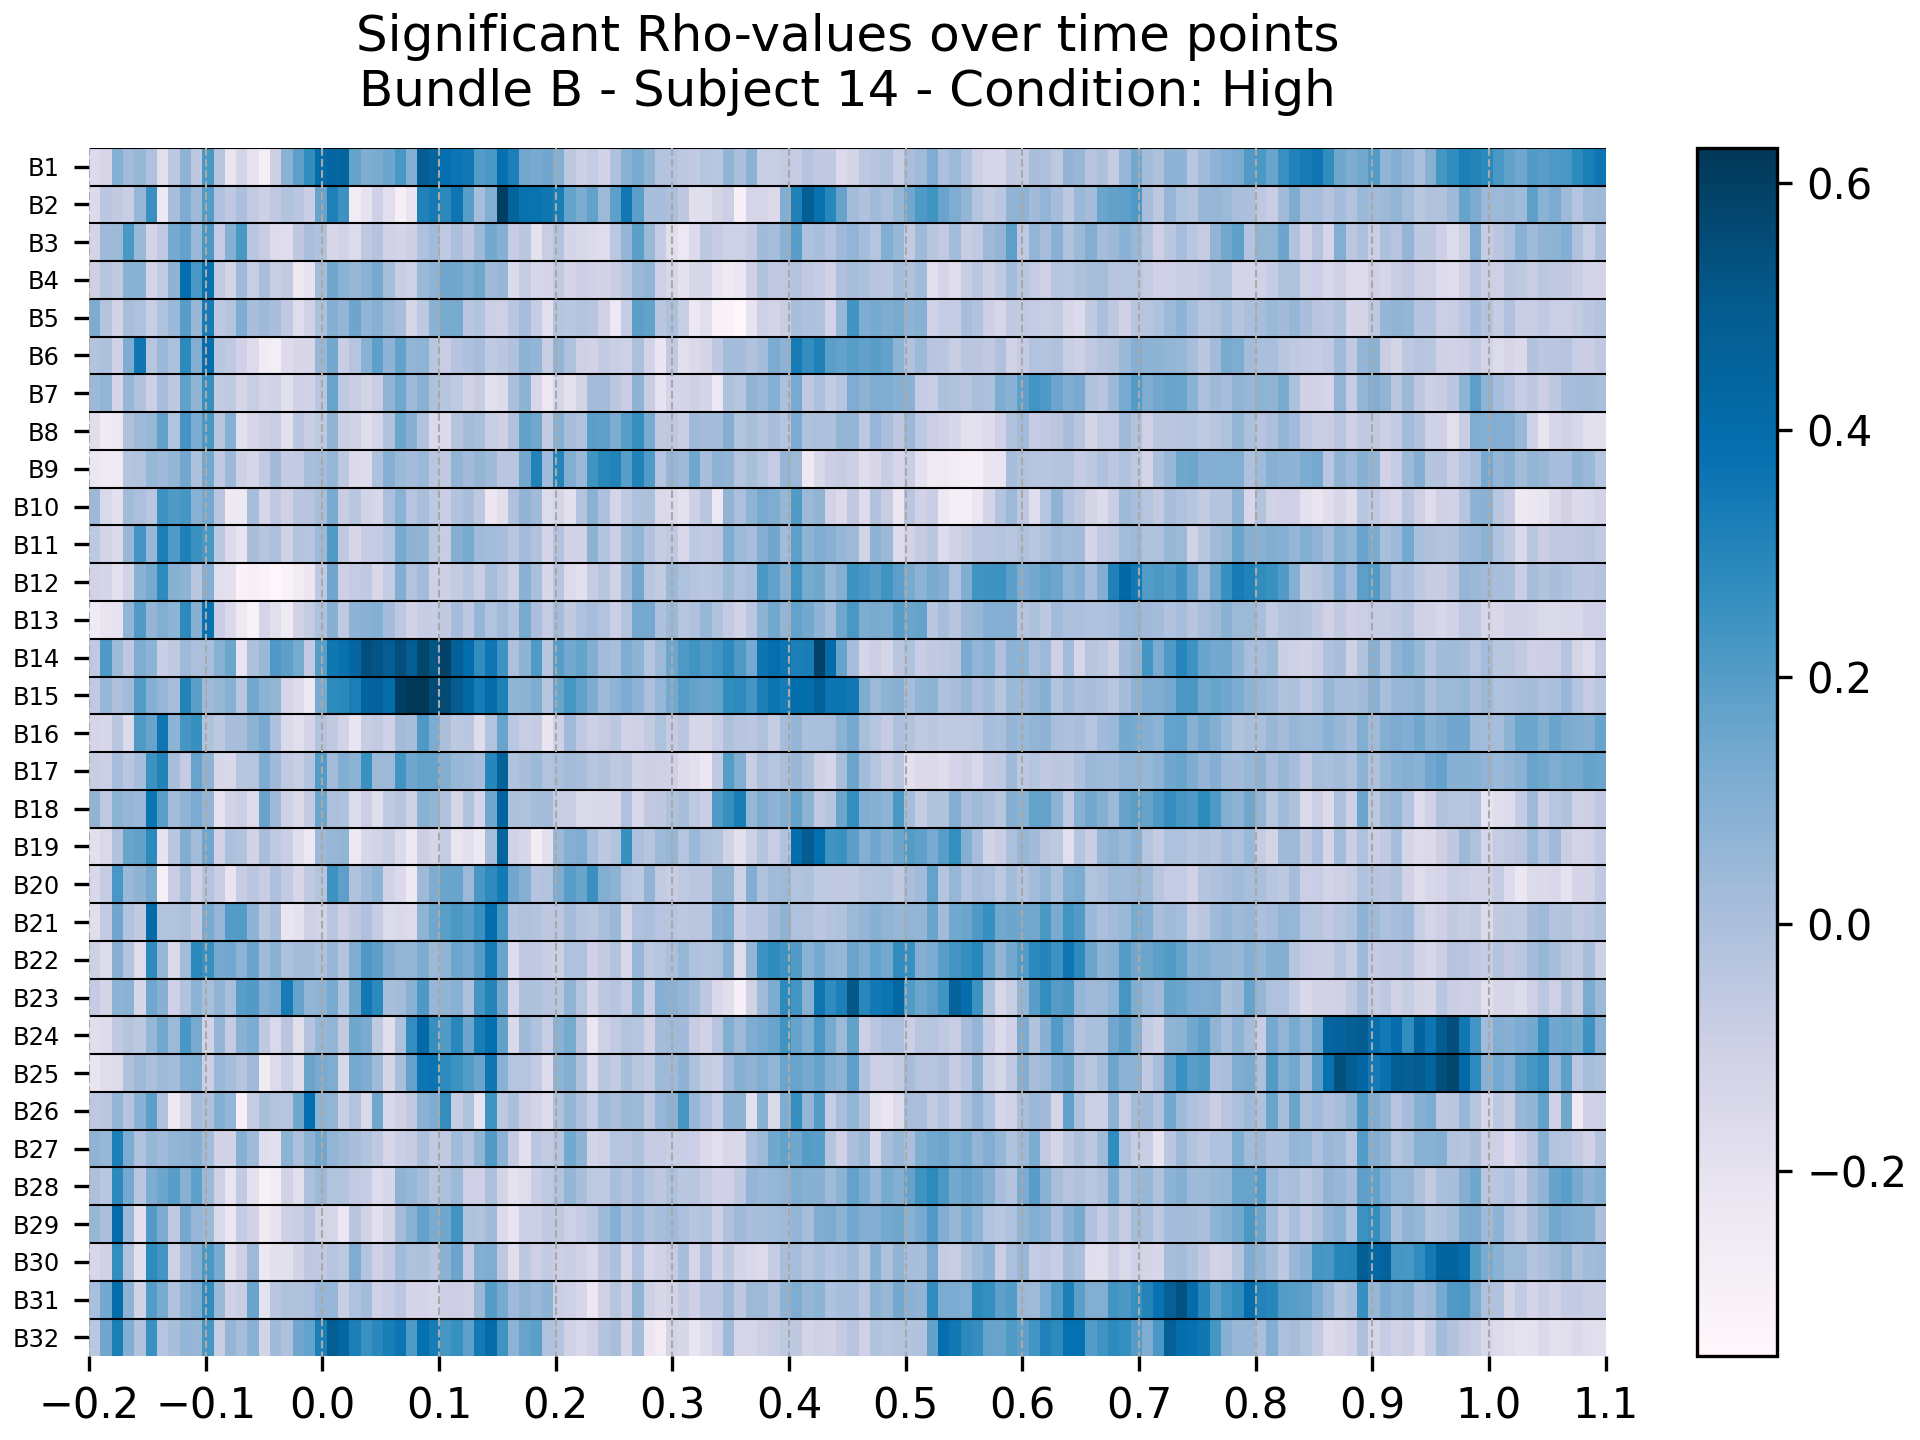 Significant Rho-values over time points
Bundle B - Subject 14 - Condition: High
B1
B2
B3
B4
B5
B6
B7
B8
B9
B10
B11
B12
B13
B14
B15
B16
B17
B18
B19
B20
B21
B22
B23
B24
B25
B26
B27
B28
B29
B30
B31
B32
−0.2 −0.1 0.0 0.1 0.2 0.3 0.4 0.5 0.6 0.7 0.8 0.9 1.0 1.1
0.6
0.4
0.2
0.0
−0.2